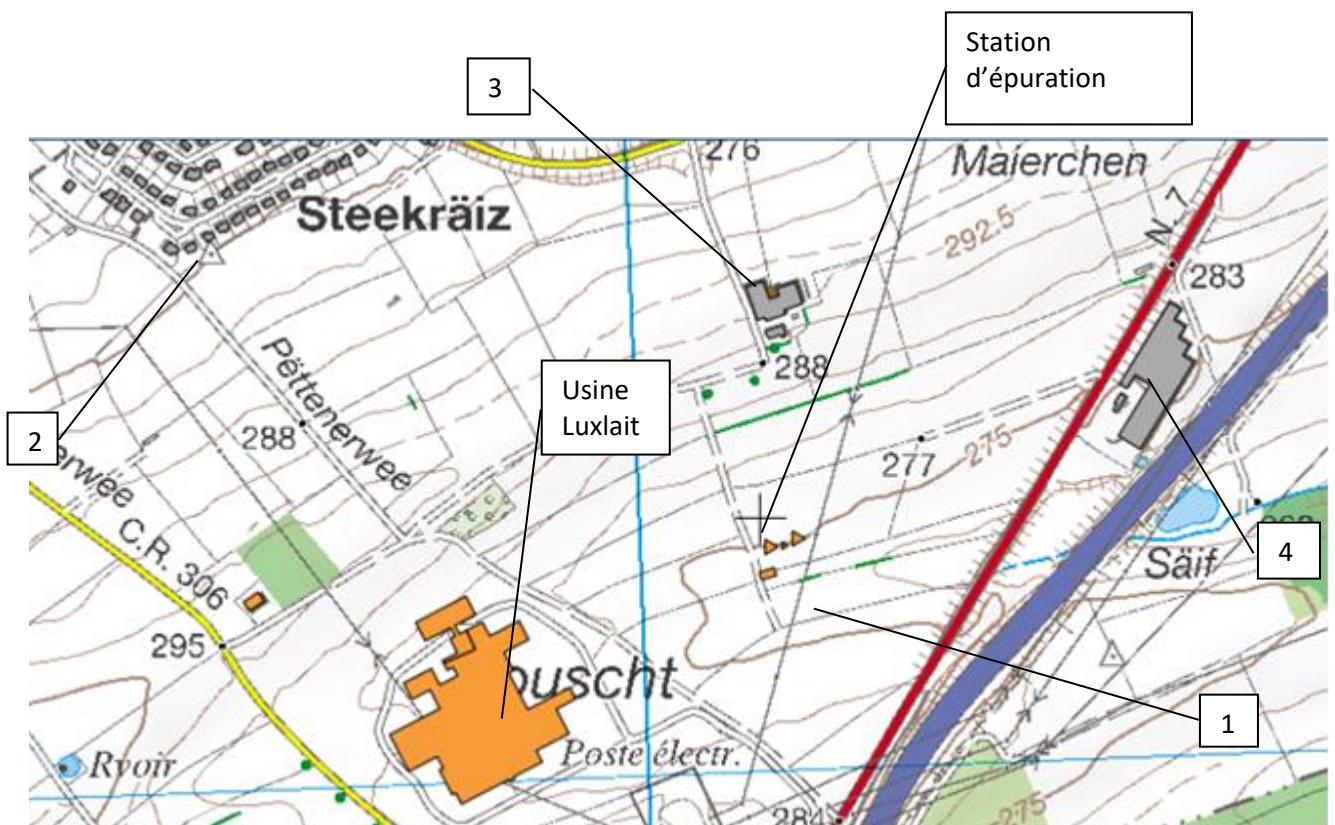 Station
d'épuration
3
276
Maierchen
Steekräiz
292.5
N. 7
283
Pëttenerwee
Usine
Luxlait
288
2
288
erwee
277
275
C.R. 306
Säif
4
295
ouscht
1
Rvoir
Poste électr.
284
275